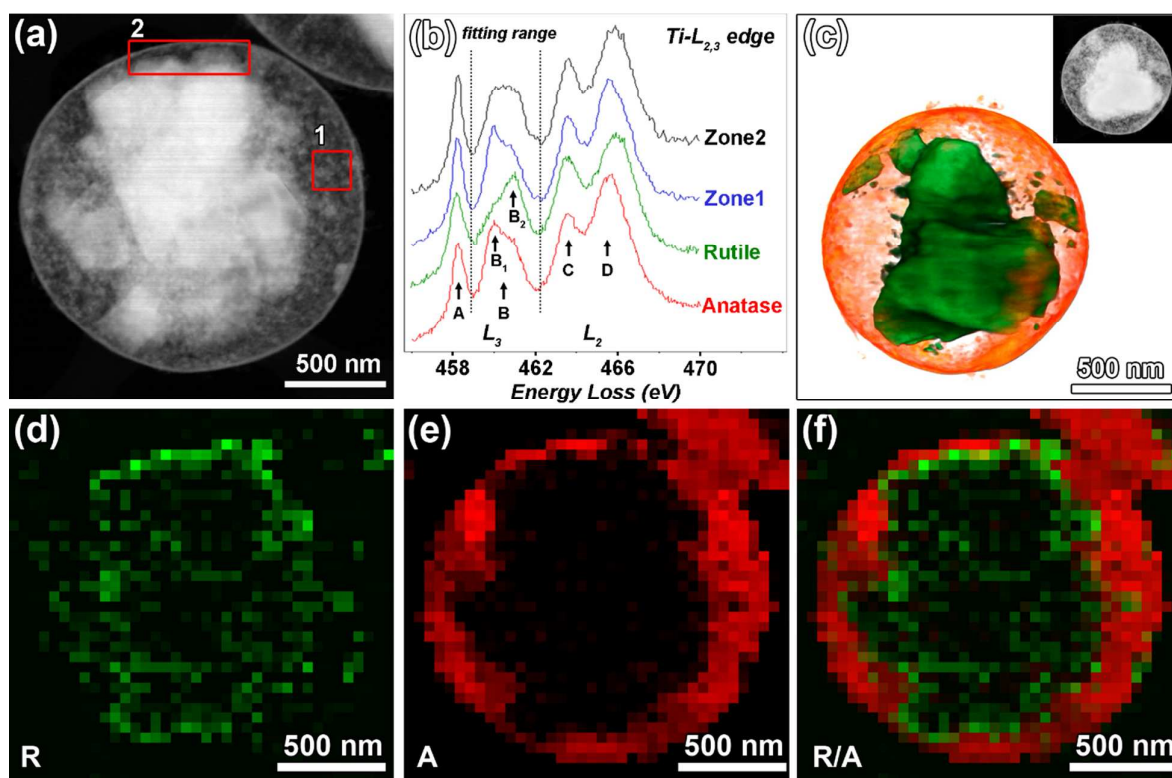 (a)
2
1
500 nm
(b)
fitting range
Ti-L2,3 edge
Zone2
Zone1
B2
Rutile
B1
A
B
C
D
Anatase
L3
L2
458
462
466
470
Energy Loss (eV)
(c)
500 nm
(d)
R
500 nm
(e)
A
500 nm
(f)
R/A
500 nm